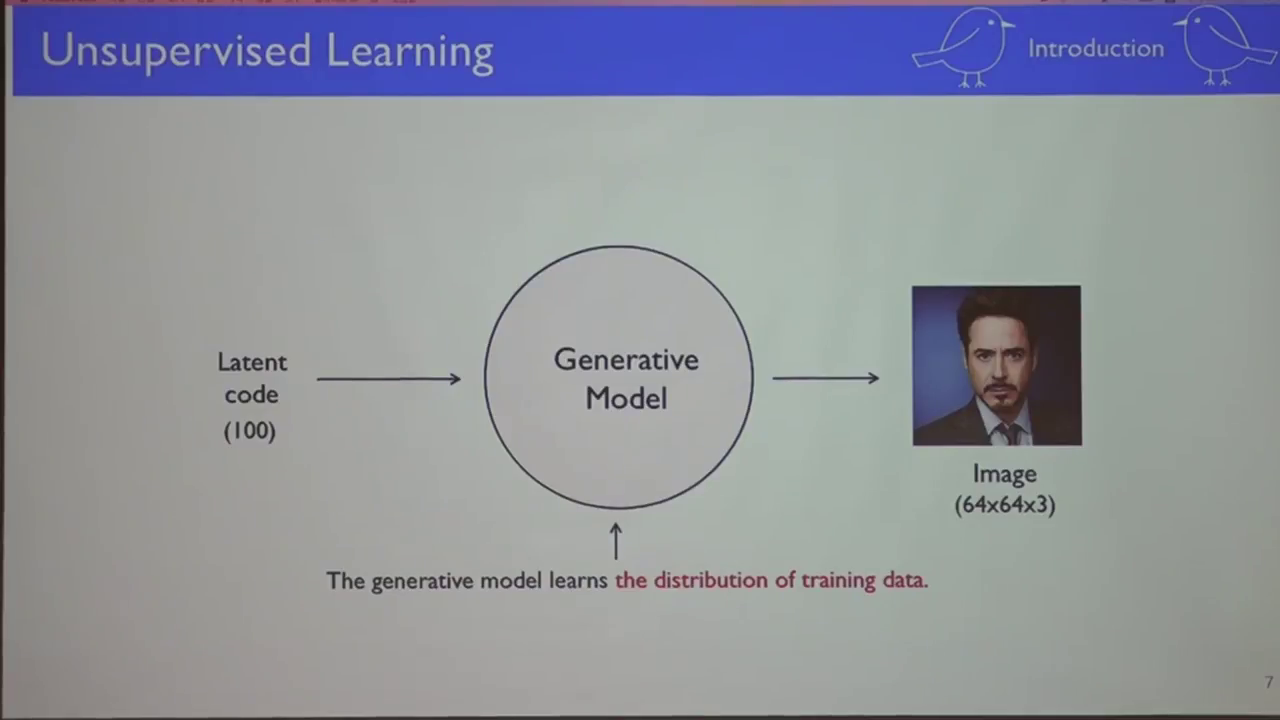 Unsupervised Learning
Introduction
Latent
code
(100)
Generative
Model
Image
(64x64x3)
The generative model learns the distribution of training data.
7